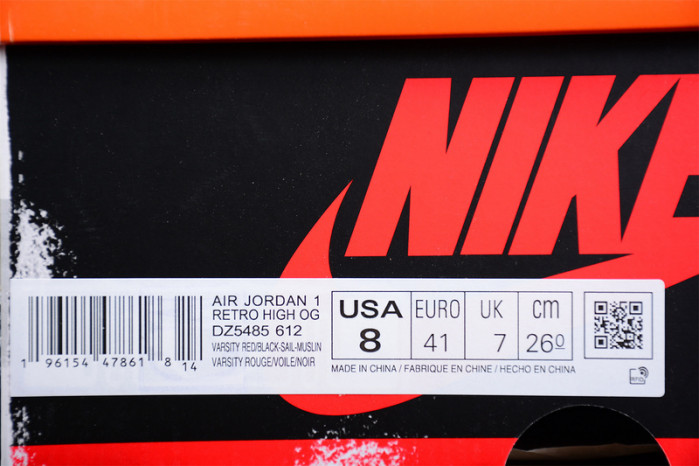 NIKE
AIR JORDAN 1
RETRO HIGH OG
DZ5485 612
VARSITY RED/BLACK-SAIL-MUSLIN
VARSITY ROUGE/VOILE/NOIR
1 96154 47861 8 14
USA EURO UK cm
8 41 7 26º
MADE IN CHINA / FABRIQUE EN CHINE / HECHO EN CHINA